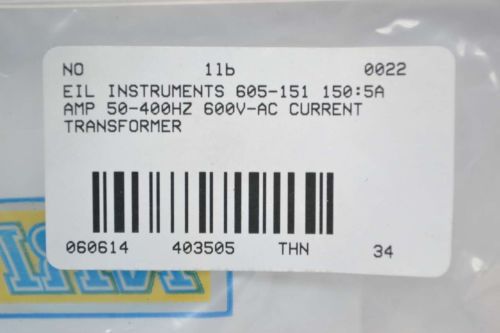 NO 1lb 0022
EIL INSTRUMENTS 605-151 150:5A
AMP 50-400HZ 600V-AC CURRENT
TRANSFORMER
060614 403505 THN 34